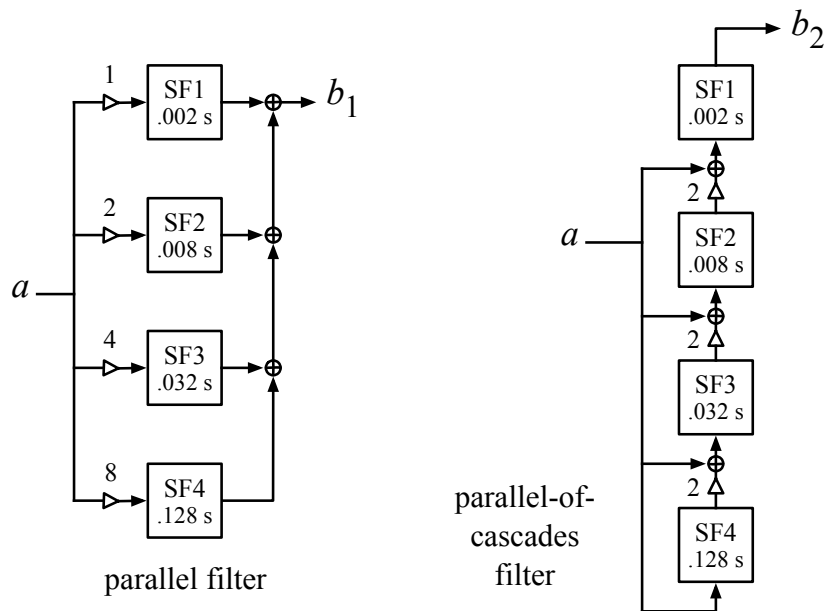 1
SF1
.002 s
b1
2
SF2
.008 s
a
4
SF3
.032 s
8
SF4
.128 s
parallel filter
b2
SF1
.002 s
2
SF2
.008 s
a
2
SF3
.032 s
2
SF4
.128 s
parallel-of-
cascades
filter